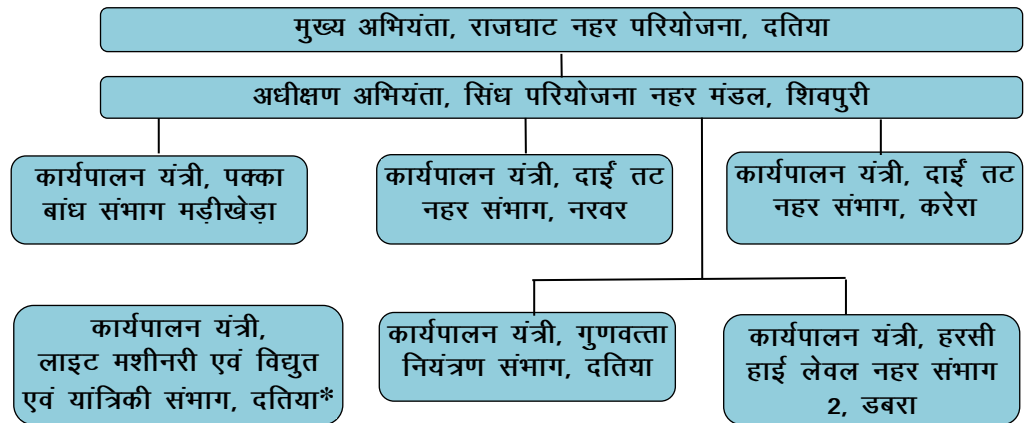 मुख्य अभियंता, राजघाट नहर परियोजना, दतिया
अधीक्षण अभियंता, सिंध परियोजना नहर मंडल, शिवपुरी
कार्यपालन यंत्री, पक्का
बांध संभाग मड़ीखेड़ा
कार्यपालन यंत्री, दाईं तट
नहर संभाग, नरवर
कार्यपालन यंत्री, दाईं तट
नहर संभाग, करेरा
कार्यपालन यंत्री,
लाइट मशीनरी एवं विद्युत
एवं यांत्रिकी संभाग, दतिया*
कार्यपालन यंत्री, गुणवत्ता
नियंत्रण संभाग, दतिया
कार्यपालन यंत्री, हरसी
हाई लेवल नहर संभाग
2, डबरा